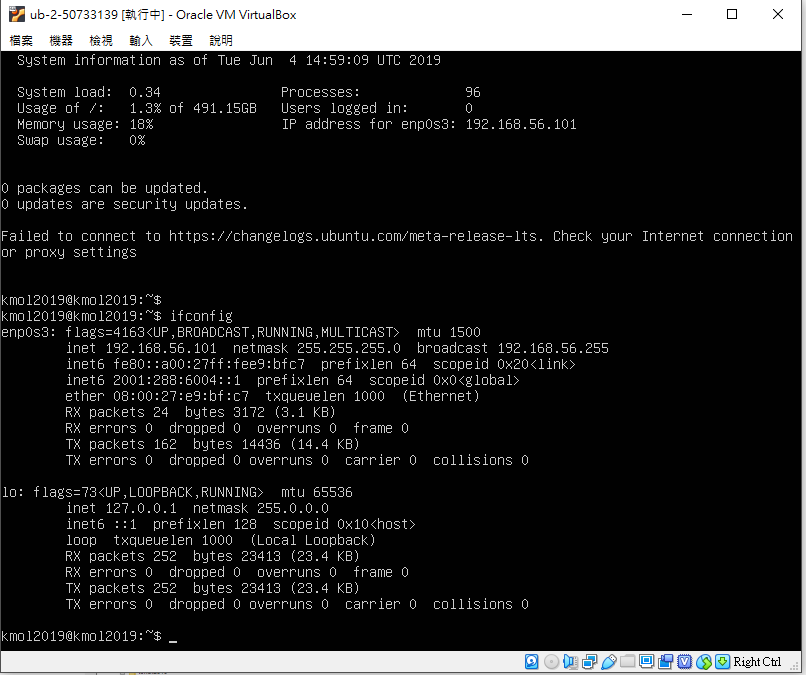 ub-2-50733139 [執行中] - Oracle VM VirtualBox
檔案 機器 檢視 輸入 裝置 說明
System information as of Tue Jun  4 14:59:09 UTC 2019
System load:  0.34 Processes: 96
Usage of /:   1.3% of 491.15GB Users logged in: 0
Memory usage: 18% IP address for enp0s3: 192.168.56.101
Swap usage:   0%
0 packages can be updated.
0 updates are security updates.
Failed to connect to https://changelogs.ubuntu.com/meta-release-lts. Check your Internet connection
or proxy settings
kmol2019@kmol2019:~$
kmol2019@kmol2019:~$ ifconfig
enp0s3: flags=4163<UP,BROADCAST,RUNNING,MULTICAST>  mtu 1500
inet 192.168.56.101  netmask 255.255.255.0  broadcast 192.168.56.255
inet6 fe80::a00:27ff:fee9:bfc7  prefixlen 64  scopeid 0x20<link>
inet6 2001:288:6004::1  prefixlen 64  scopeid 0x0<global>
ether 08:00:27:e9:bf:c7  txqueuelen 1000  (Ethernet)
RX packets 24  bytes 3172 (3.1 KB)
RX errors 0  dropped 0  overruns 0  frame 0
TX packets 162  bytes 14436 (14.4 KB)
TX errors 0  dropped 0 overruns 0  carrier 0  collisions 0
lo: flags=73<UP,LOOPBACK,RUNNING>  mtu 65536
inet 127.0.0.1  netmask 255.0.0.0
inet6 ::1  prefixlen 128  scopeid 0x10<host>
loop  txqueuelen 1000  (Local Loopback)
RX packets 252  bytes 23413 (23.4 KB)
RX errors 0  dropped 0  overruns 0  frame 0
TX packets 252  bytes 23413 (23.4 KB)
TX errors 0  dropped 0 overruns 0  carrier 0  collisions 0
kmol2019@kmol2019:~$ _
Right Ctrl